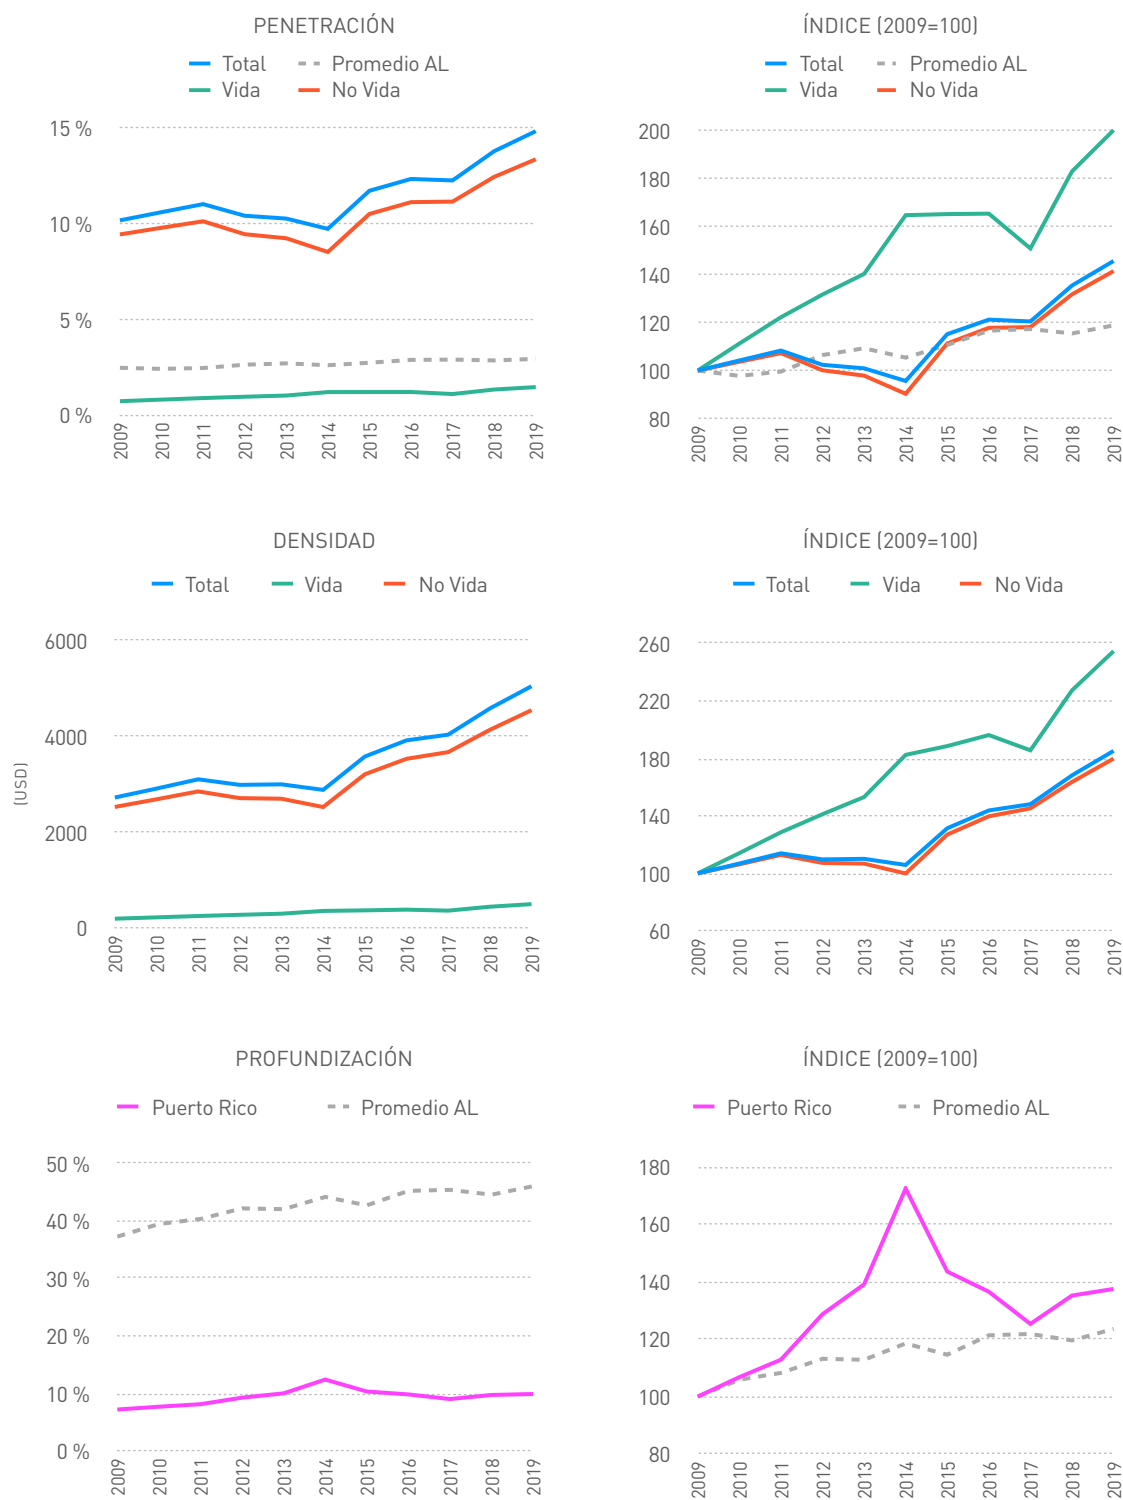 PENETRACIÓN
Total Promedio AL
Vida No Vida
15 %
10 %
5 %
0 %
2009 2010 2011 2012 2013 2014 2015 2016 2017 2018 2019
ÍNDICE (2009=100)
Total Promedio AL
Vida No Vida
200
180
160
140
120
100
80
2009 2010 2011 2012 2013 2014 2015 2016 2017 2018 2019
DENSIDAD
Total Vida No Vida
(USD)
6000
4000
2000
0
2009 2010 2011 2012 2013 2014 2015 2016 2017 2018 2019
ÍNDICE (2009=100)
Total Vida No Vida
260
220
180
140
100
60
2009 2010 2011 2012 2013 2014 2015 2016 2017 2018 2019
PROFUNDIZACIÓN
Puerto Rico Promedio AL
50 %
40 %
30 %
20 %
10 %
0 %
2009 2010 2011 2012 2013 2014 2015 2016 2017 2018 2019
ÍNDICE (2009=100)
Puerto Rico Promedio AL
180
160
140
120
100
80
2009 2010 2011 2012 2013 2014 2015 2016 2017 2018 2019